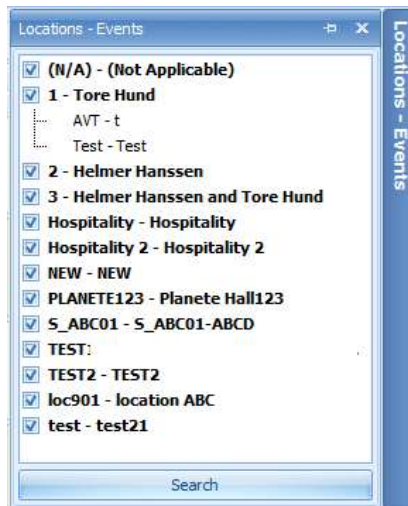 Locations - Events
(N/A) - (Not Applicable)
1 - Tore Hund
AVT - t
Test - Test
2 - Helmer Hanssen
3 - Helmer Hanssen and Tore Hund
Hospitality - Hospitality
Hospitality 2 - Hospitality 2
NEW - NEW
PLANETE123 - Planete Hall123
S_ABC01 - S_ABC01-ABCD
TEST1
TEST2 - TEST2
loc901 - location ABC
test - test21
Search
Locations - Events